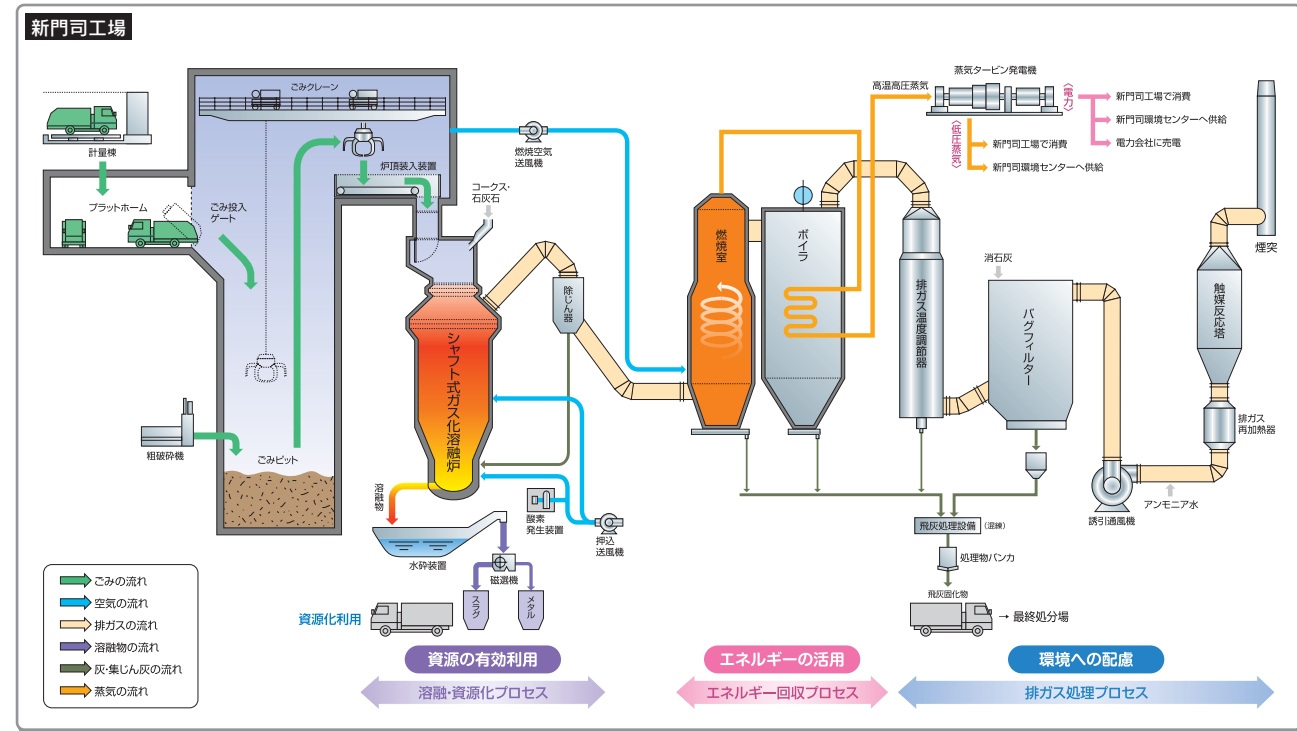 新門司工場
ごみクレーン
計量棟
プラットホーム
ごみ投入
ゲート
炉頂装入装置
コークス・
石灰石
燃焼空気
送風機
高温高圧蒸気
蒸気タービン発電機
〈電力〉
新門司工場で消費
新門司環境センターへ供給
電力会社に売電
〈低圧蒸気〉
新門司工場で消費
新門司環境センターへ供給
シャフト式ガス化溶融炉
除じん器
燃焼室
ボイラ
排ガス温度調節器
消石灰
バグフィルター
触媒反応塔
煙突
排ガス
再加熱器
アンモニア水
誘引通風機
粗破砕機
ごみピット
溶融物
酸素
発生装置
押込
送風機
水砕装置
磁選機
スラグ
メタル
資源化利用
飛灰処理設備
(混練)
処理物バンカ
飛灰固化物
→ 最終処分場
ごみの流れ
空気の流れ
排ガスの流れ
溶融物の流れ
灰・集じん灰の流れ
蒸気の流れ
資源の有効利用
溶融・資源化プロセス
エネルギーの活用
エネルギー回収プロセス
環境への配慮
排ガス処理プロセス